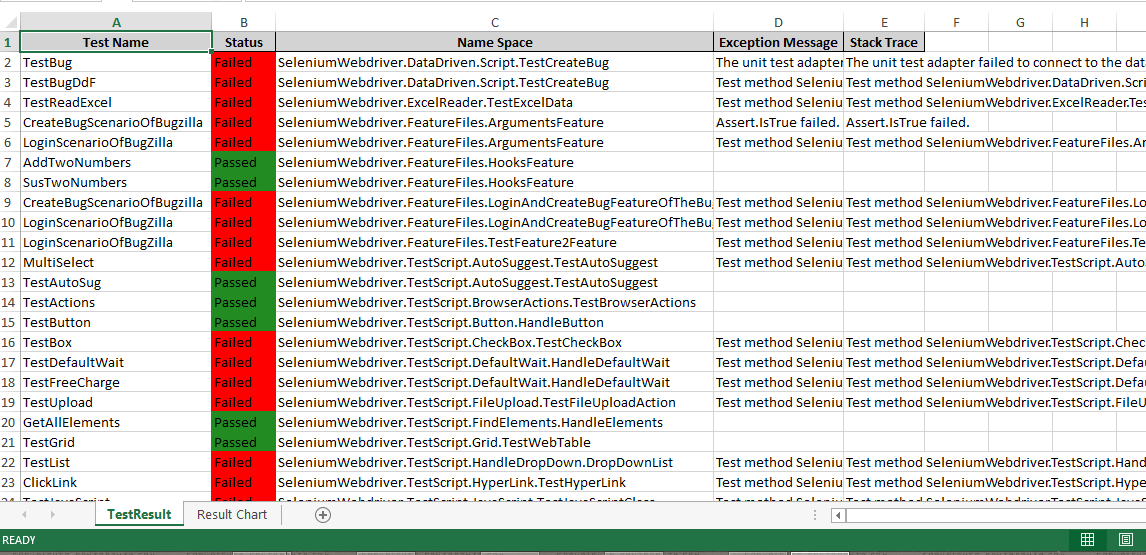 A B C D E F G H
1 Test Name Status Name Space Exception Message Stack Trace
2 TestBug Failed SeleniumWebdriver.DataDriven.Script.TestCreateBug The unit test adapter The unit test adapter failed to connect to the dat
3 TestBugDdF Failed SeleniumWebdriver.DataDriven.Script.TestCreateBug Test method Seleniu Test method SeleniumWebdriver.DataDriven.Scri
4 TestReadExcel Failed SeleniumWebdriver.ExcelReader.TestExcelData Test method Seleniu Test method SeleniumWebdriver.ExcelReader.Tes
5 CreateBugScenarioOfBugzilla Failed SeleniumWebdriver.FeatureFiles.ArgumentsFeature Assert.IsTrue failed. Assert.IsTrue failed.
6 LoginScenarioOfBugZilla Failed SeleniumWebdriver.FeatureFiles.ArgumentsFeature Test method Seleniu Test method SeleniumWebdriver.FeatureFiles.Ar
7 AddTwoNumbers Passed SeleniumWebdriver.FeatureFiles.HooksFeature
8 SusTwoNumbers Passed SeleniumWebdriver.FeatureFiles.HooksFeature
9 CreateBugScenarioOfBugzilla Failed SeleniumWebdriver.FeatureFiles.LoginAndCreateBugFeatureOfTheBu Test method Seleniu Test method SeleniumWebdriver.FeatureFiles.Lo
10 LoginScenarioOfBugZilla Failed SeleniumWebdriver.FeatureFiles.LoginAndCreateBugFeatureOfTheBu Test method Seleniu Test method SeleniumWebdriver.FeatureFiles.Lo
11 LoginScenarioOfBugZilla Failed SeleniumWebdriver.FeatureFiles.TestFeature2Feature Test method Seleniu Test method SeleniumWebdriver.FeatureFiles.Te
12 MultiSelect Failed SeleniumWebdriver.TestScript.AutoSuggest.TestAutoSuggest Test method Seleniu Test method SeleniumWebdriver.TestScript.Auto
13 TestAutoSug Passed SeleniumWebdriver.TestScript.AutoSuggest.TestAutoSuggest
14 TestActions Passed SeleniumWebdriver.TestScript.BrowserActions.TestBrowserActions
15 TestButton Passed SeleniumWebdriver.TestScript.Button.HandleButton
16 TestBox Failed SeleniumWebdriver.TestScript.CheckBox.TestCheckBox Test method Seleniu Test method SeleniumWebdriver.TestScript.Chec
17 TestDefaultWait Failed SeleniumWebdriver.TestScript.DefaultWait.HandleDefaultWait Test method Seleniu Test method SeleniumWebdriver.TestScript.Defa
18 TestFreeCharge Failed SeleniumWebdriver.TestScript.DefaultWait.HandleDefaultWait Test method Seleniu Test method SeleniumWebdriver.TestScript.Defa
19 TestUpload Failed SeleniumWebdriver.TestScript.FileUpload.TestFileUploadAction Test method Seleniu Test method SeleniumWebdriver.TestScript.FileU
20 GetAllElements Passed SeleniumWebdriver.TestScript.FindElements.HandleElements
21 TestGrid Passed SeleniumWebdriver.TestScript.Grid.TestWebTable
22 TestList Failed SeleniumWebdriver.TestScript.HandleDropDown.DropDownList Test method Seleniu Test method SeleniumWebdriver.TestScript.Hand
23 ClickLink Failed SeleniumWebdriver.TestScript.HyperLink.TestHyperLink Test method Seleniu Test method SeleniumWebdriver.TestScript.Hype
TestResult Result Chart
READY